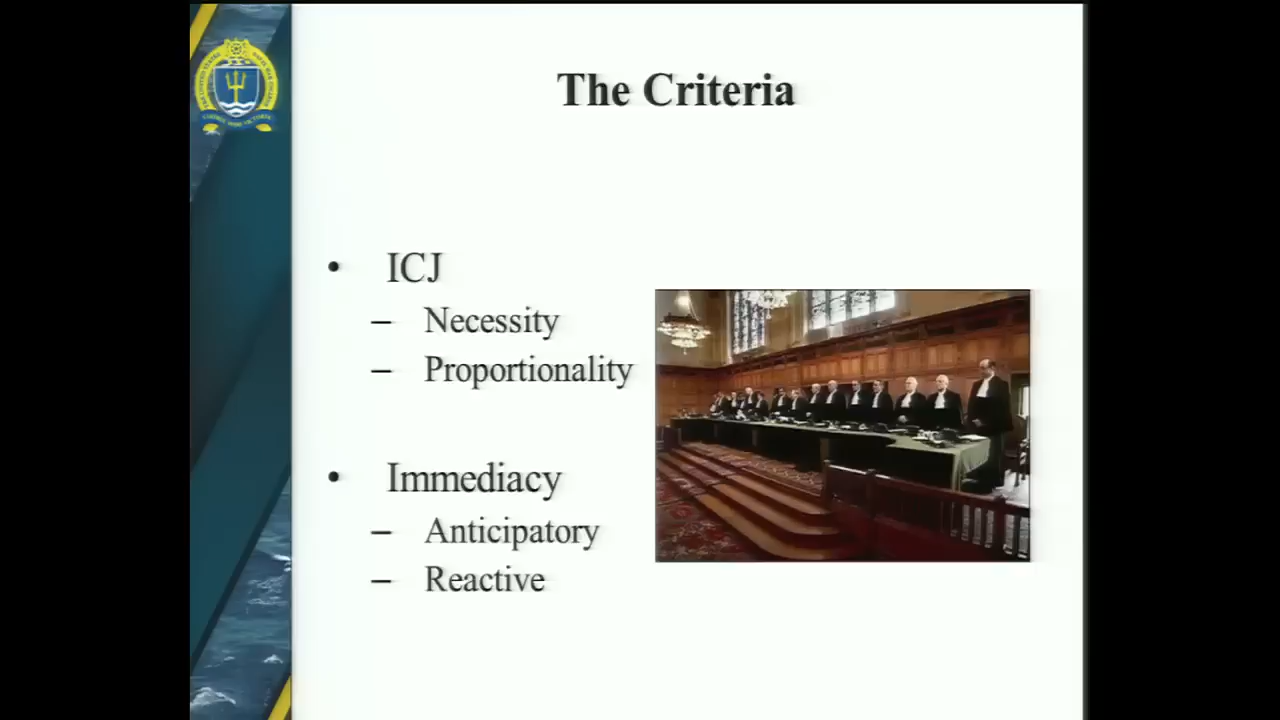 The Criteria
• ICJ
– Necessity
– Proportionality
• Immediacy
– Anticipatory
– Reactive